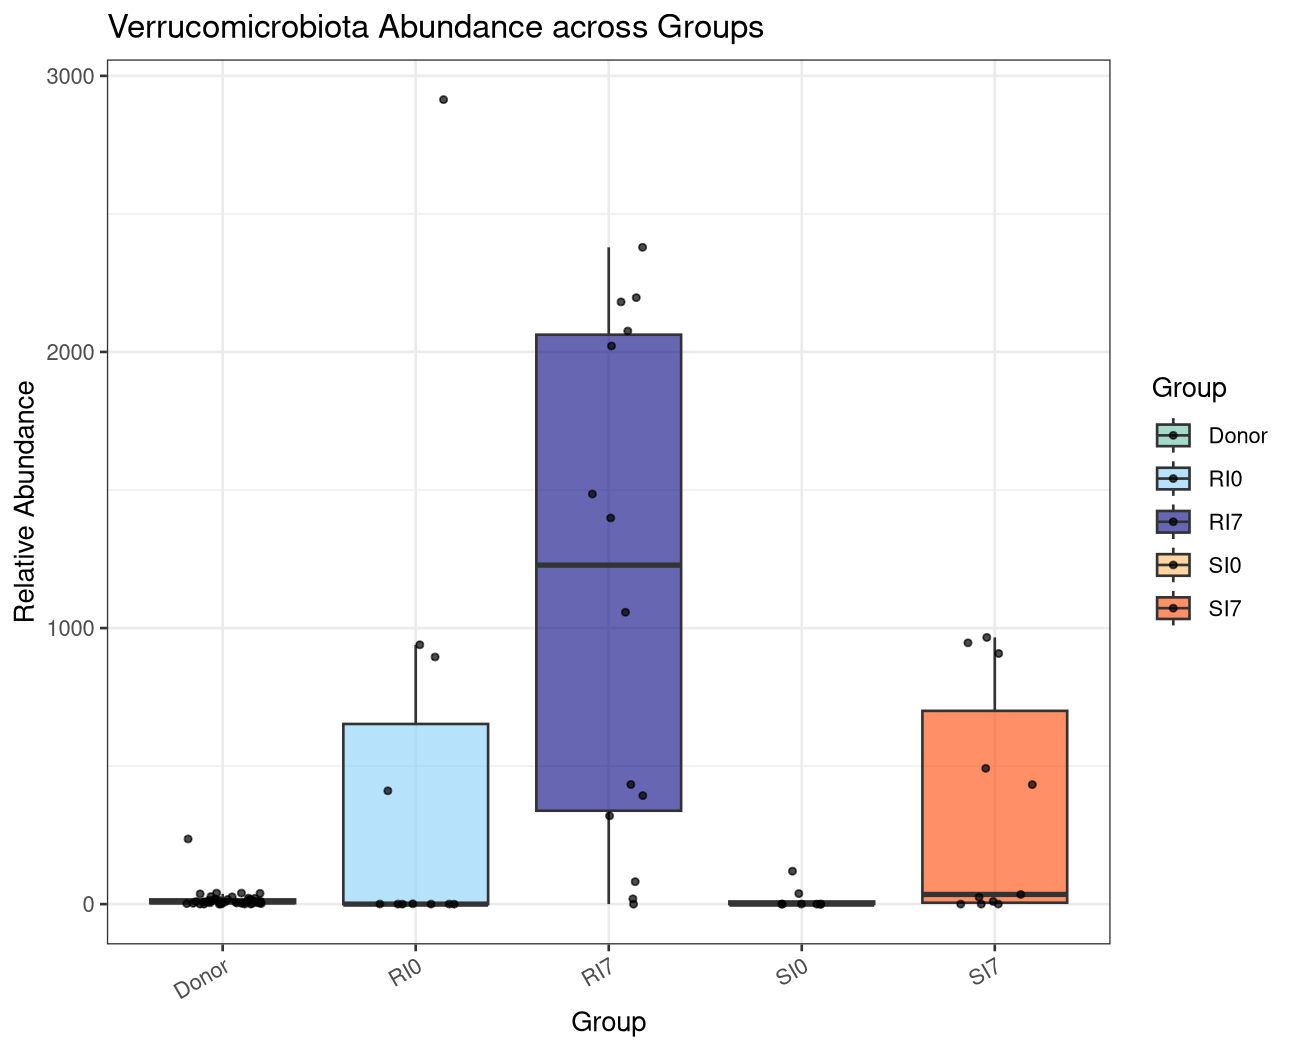 Verrucomicrobiota Abundance across Groups
3000
2000
1000
0
Relative Abundance
Donor
RI0
RI7
SI0
SI7
Group
Group
Donor
RI0
RI7
SI0
SI7